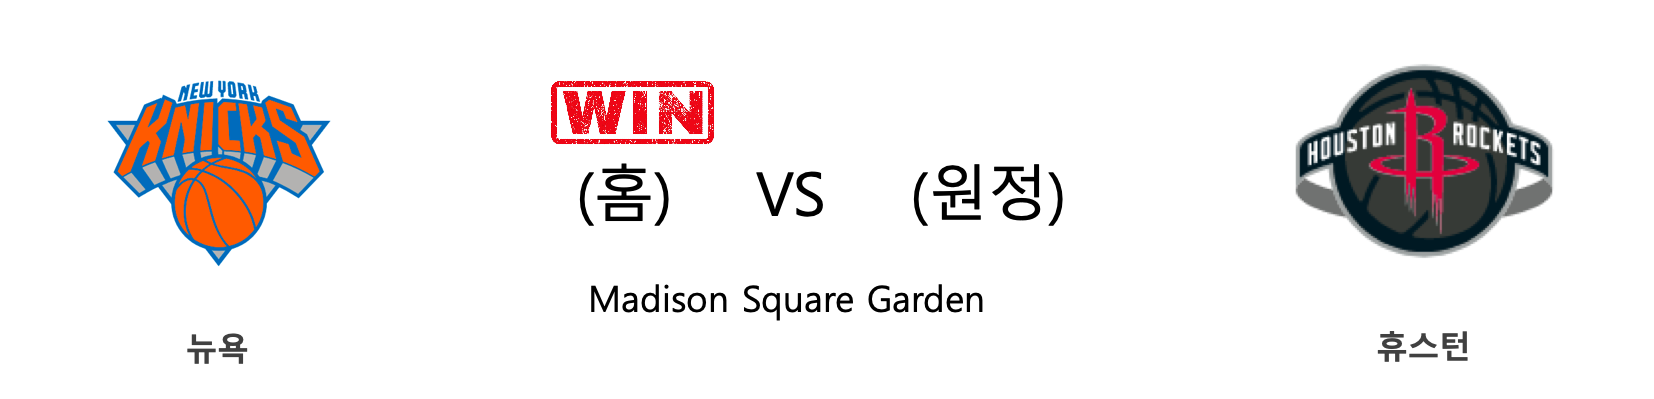 NEW YORK
KNICKS
WIN
(홈) VS (원정)
HOUSTON R ROCKETS
Madison Square Garden
뉴욕
휴스턴